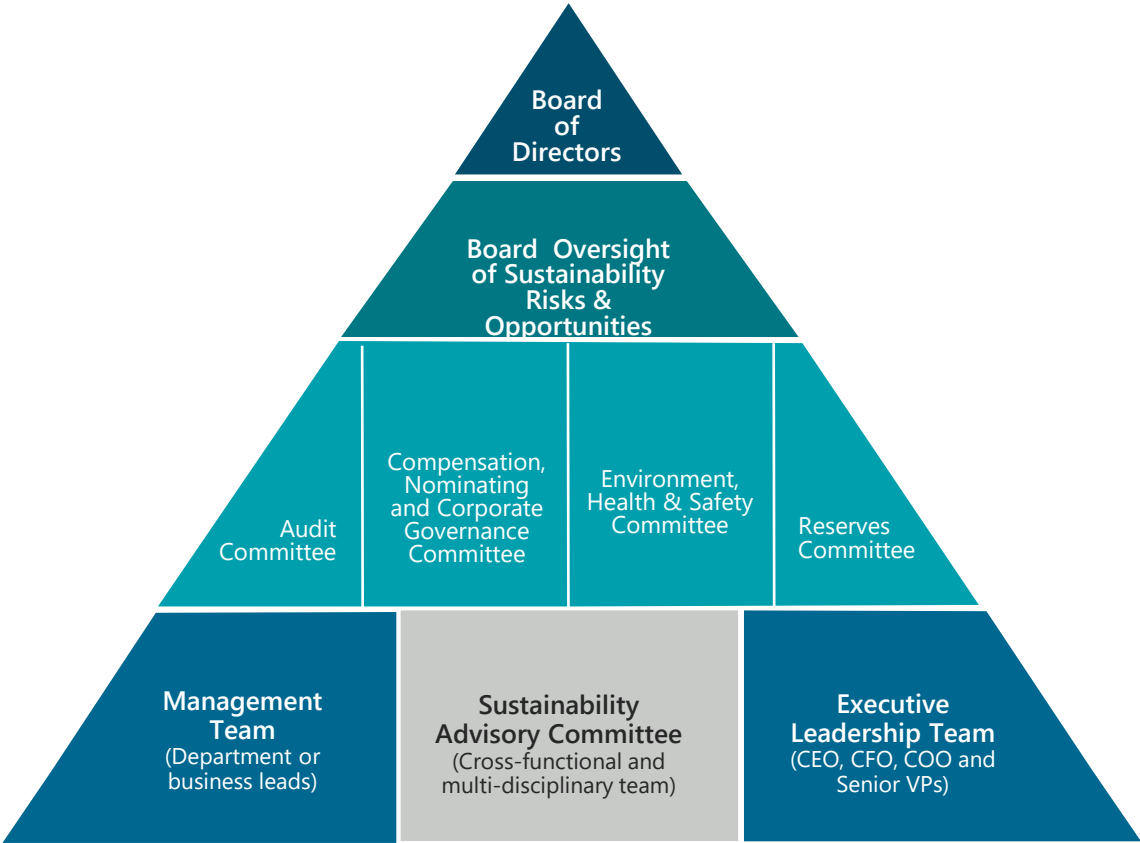 Board
of
Directors
Board Oversight
of Sustainability
Risks &
Opportunities
Audit
Committee
Compensation,
Nominating
and Corporate
Governance
Committee
Environment,
Health & Safety
Committee
Reserves
Committee
Management
Team
(Department or
business leads)
Sustainability
Advisory Committee
(Cross-functional and
multi-disciplinary team)
Executive
Leadership Team
(CEO, CFO, COO and
Senior VPs)